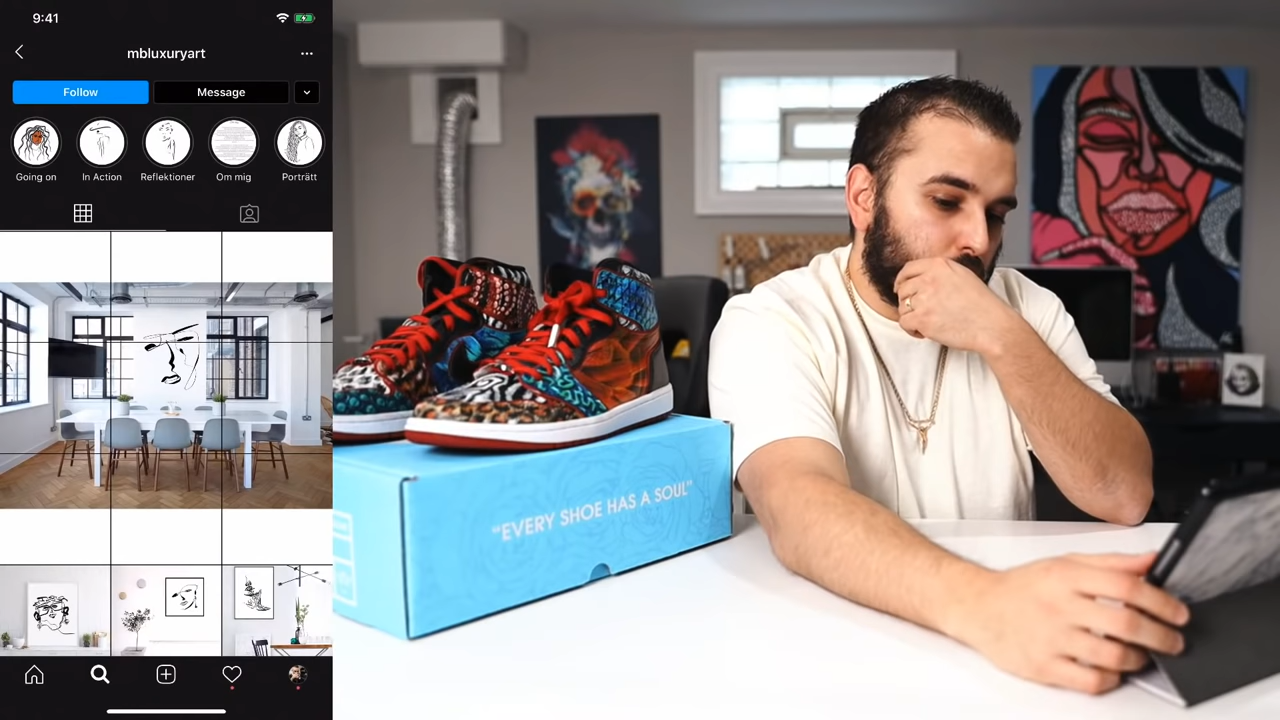 9:41
mbluxuryart
Follow
Message
Going on
In Action
Reflektioner
Om mig
Porträtt
"EVERY SHOE HAS A SOUL"